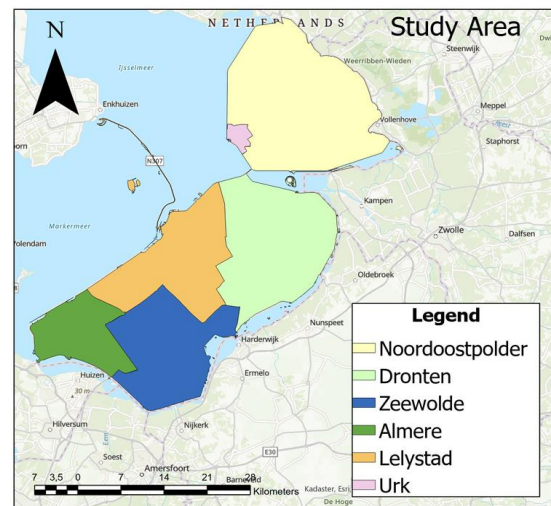 NETHERLANDS
Study Area
N
Steenwijk
IJsselmeer
Weerribben-Wieden
Enkhuizen
Meppel
Vollenhove
Staphorst
N307
Kampen
Markermeer
Zwolle
Dalfsen
Polendam
Oldebroek
Legend
Noordoostpolder
Dronten
Zeewolde
Almere
Lelystad
Urk
Nunspeet
Harderwijk
Huizen
Ermelo
30 m
Hilversum
Nijkerk
E30
Soest
Amersfoort
Barneveld
7 3,5 0 7 14 21 28
Kilometers
Kadaster, Esri
De Hoge